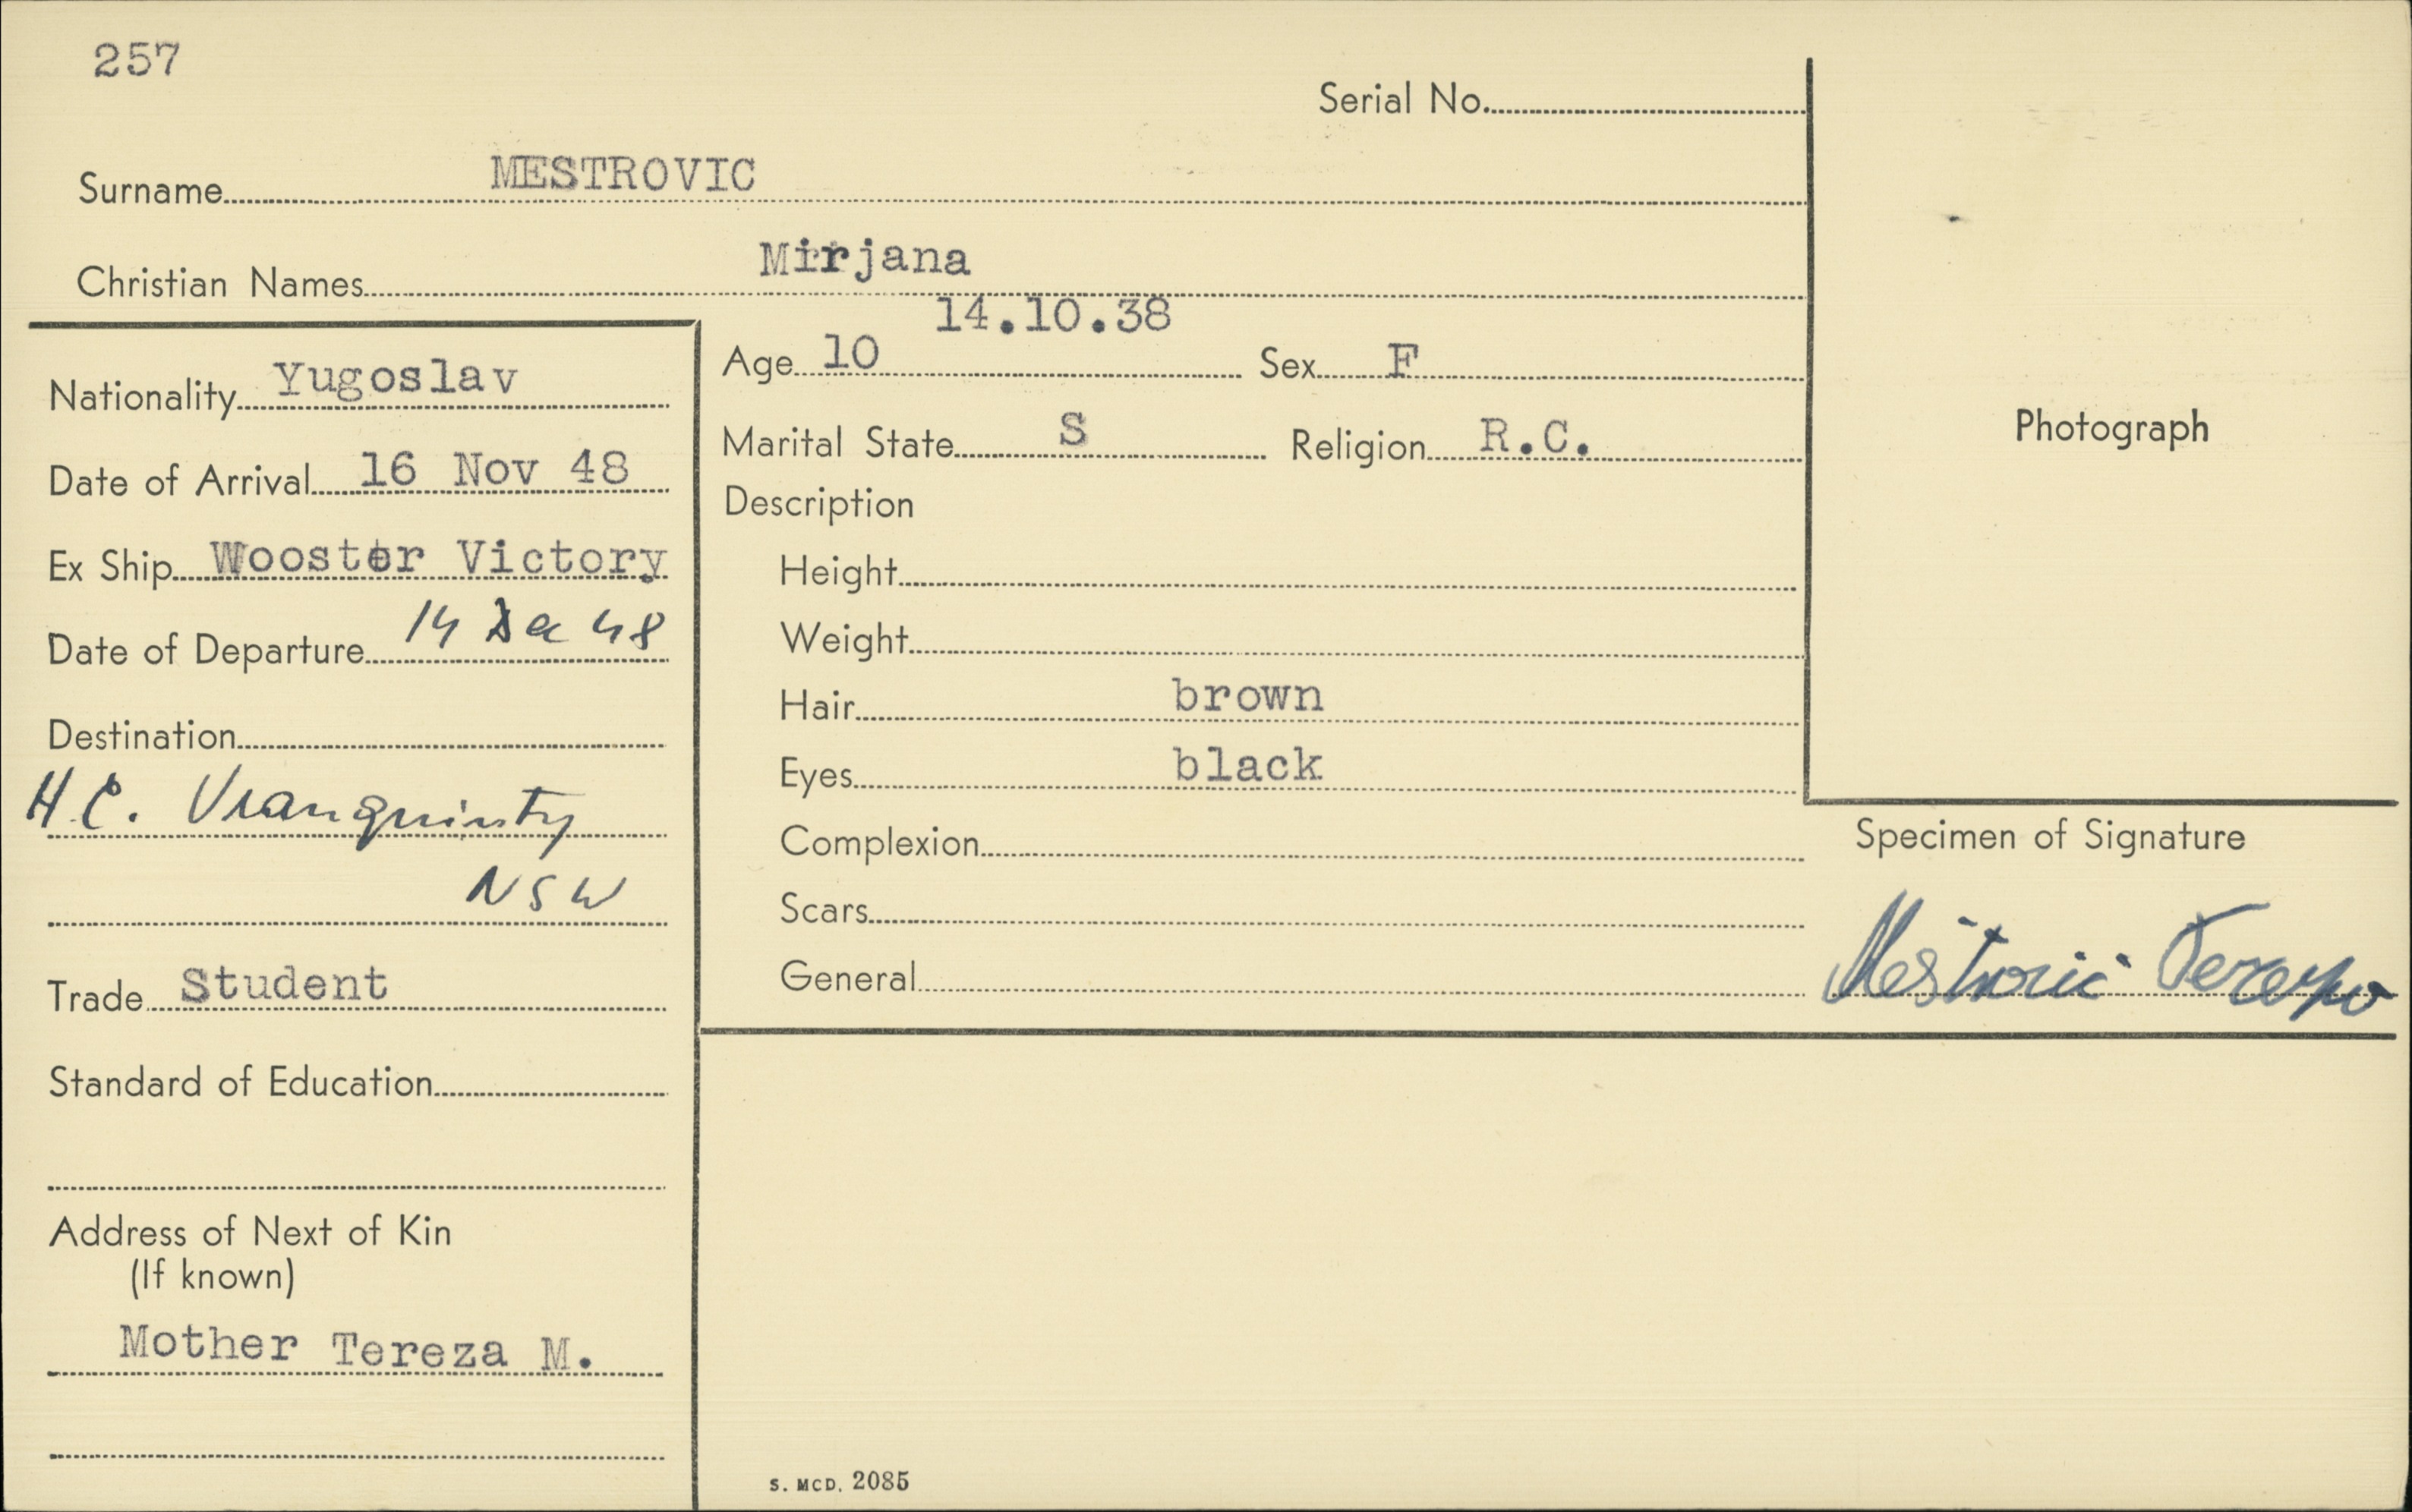 257
Serial No.
Surname MESTROVIC
Christian Names Mirjana
14.10.38
Age 10 Sex F
Marital State S Religion R.C.
Description
Height
Weight
Hair brown
Eyes black
Complexion
Scars
General
Nationality Yugoslav
Date of Arrival 16 Nov 48
Ex Ship Wooster Victory
Date of Departure 14 Dec 48
Destination
H.C. Uranquinty
NSW
Trade Student
Standard of Education
Address of Next of Kin
(If known)
Mother Tereza M.
Photograph
Specimen of Signature
Meštrović Tereza
S. MCD. 2085